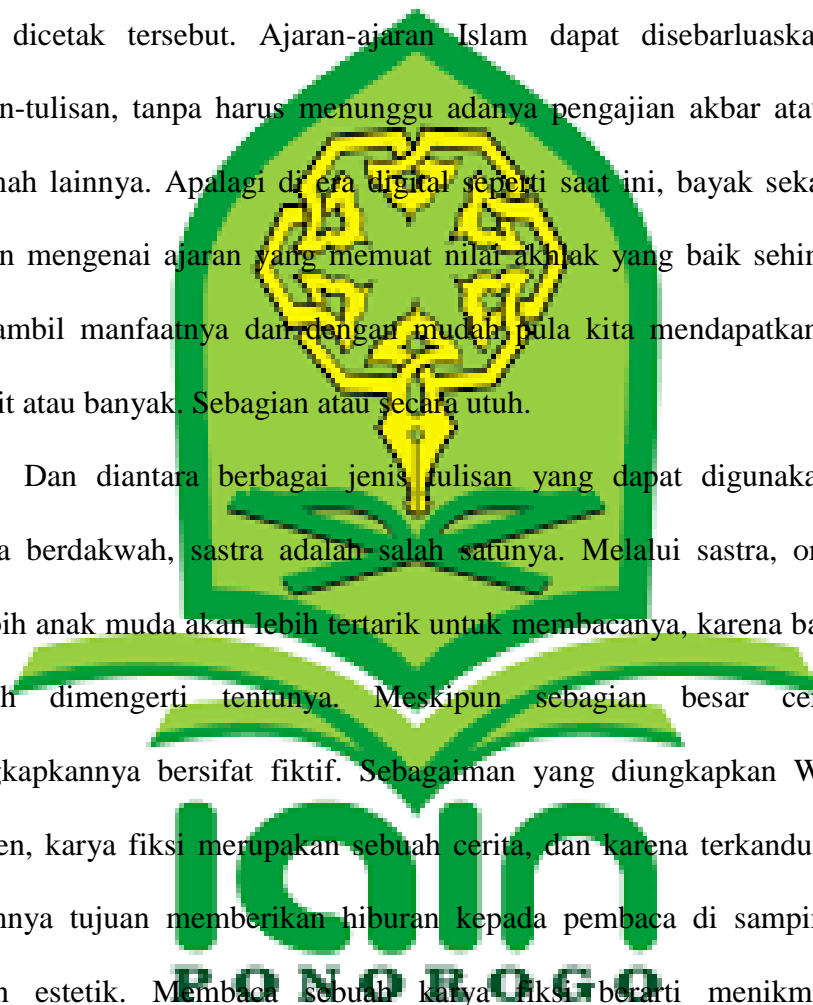 dicetak tersebut. Ajaran-ajaran Islam dapat disebarluaska
n-tulisan, tanpa harus menunggu adanya pengajian akbar atau
nah lainnya. Apalagi di era digital seperti saat ini, bayak seka
n mengenai ajaran yang memuat nilai akhlak yang baik sehin
ambil manfaatnya dan dengan mudah pula kita mendapatkan
it atau banyak. Sebagian atau secara utuh.
Dan diantara berbagai jenis tulisan yang dapat digunaka
a berdakwah, sastra adalah salah satunya. Melalui sastra, or
bih anak muda akan lebih tertarik untuk membacanya, karena ba
h dimengerti tentunya. Meskipun sebagian besar cer
gkapkannya bersifat fiktif. Sebagaiman yang diungkapkan W
en, karya fiksi merupakan sebuah cerita, dan karena terkandu
nnya tujuan memberikan hiburan kepada pembaca di sampin
n estetik. Membaca sebuah karya fiksi berarti menikm
iain
PONOROGO